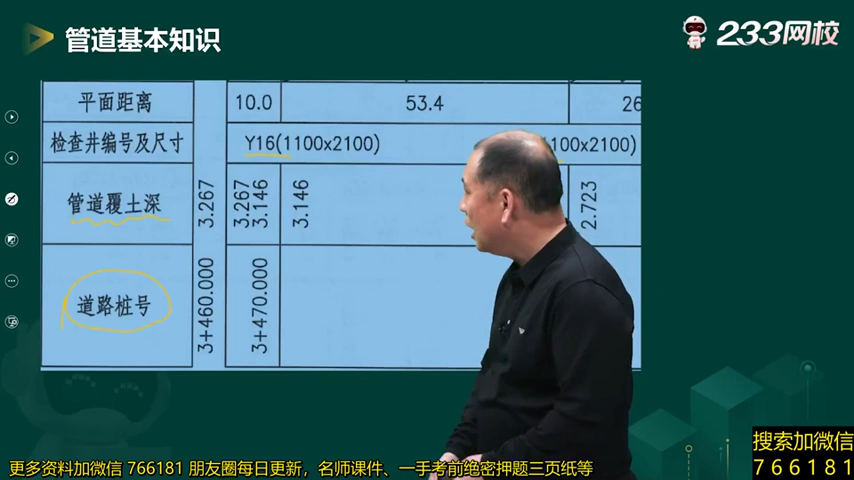 管道基本知识
233网校
平面距离 10.0 53.4 26
检查井编号及尺寸 Y16(1100x2100) 100x2100)
管道覆土深 3.267 3.267 3.146 3.146 2.723
道路桩号 3+460.000 3+470.000
搜索加微信
766181
更多资料加微信 766181 朋友圈每日更新，名师课件、一手考前绝密押题三页纸等